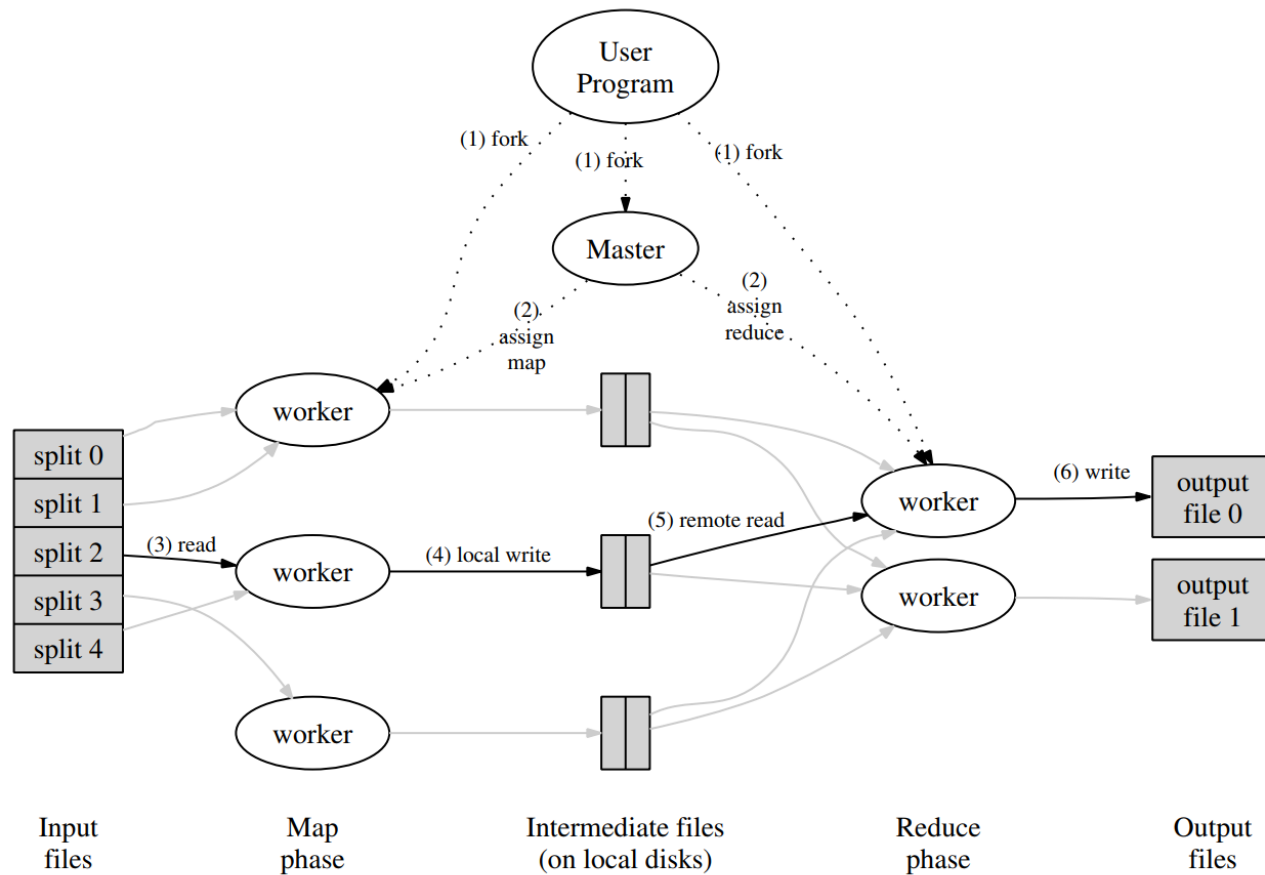 User
Program
(1) fork
(1) fork
(1) fork
Master
(2)
assign
map
(2)
assign
reduce
worker
split 0
split 1
split 2
split 3
split 4
(3) read
worker
(4) local write
worker
(5) remote read
worker
(6) write
output
file 0
worker
output
file 1
Input
files
Map
phase
Intermediate files
(on local disks)
Reduce
phase
Output
files